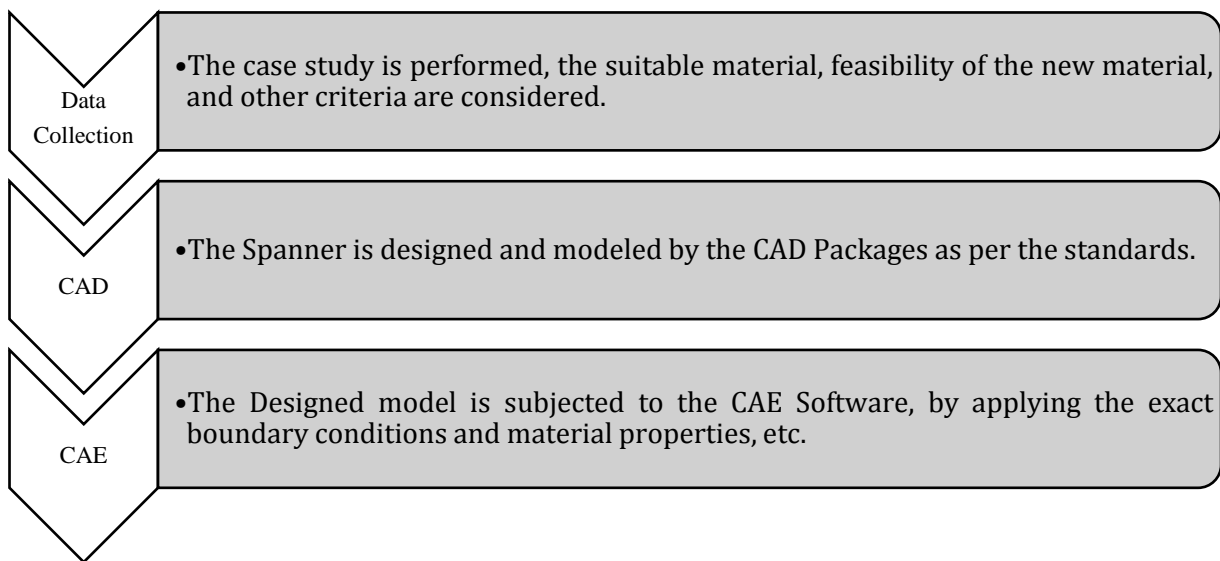 Data
Collection
•The case study is performed, the suitable material, feasibility of the new material,
and other criteria are considered.
CAD
•The Spanner is designed and modeled by the CAD Packages as per the standards.
CAE
•The Designed model is subjected to the CAE Software, by applying the exact
boundary conditions and material properties, etc.